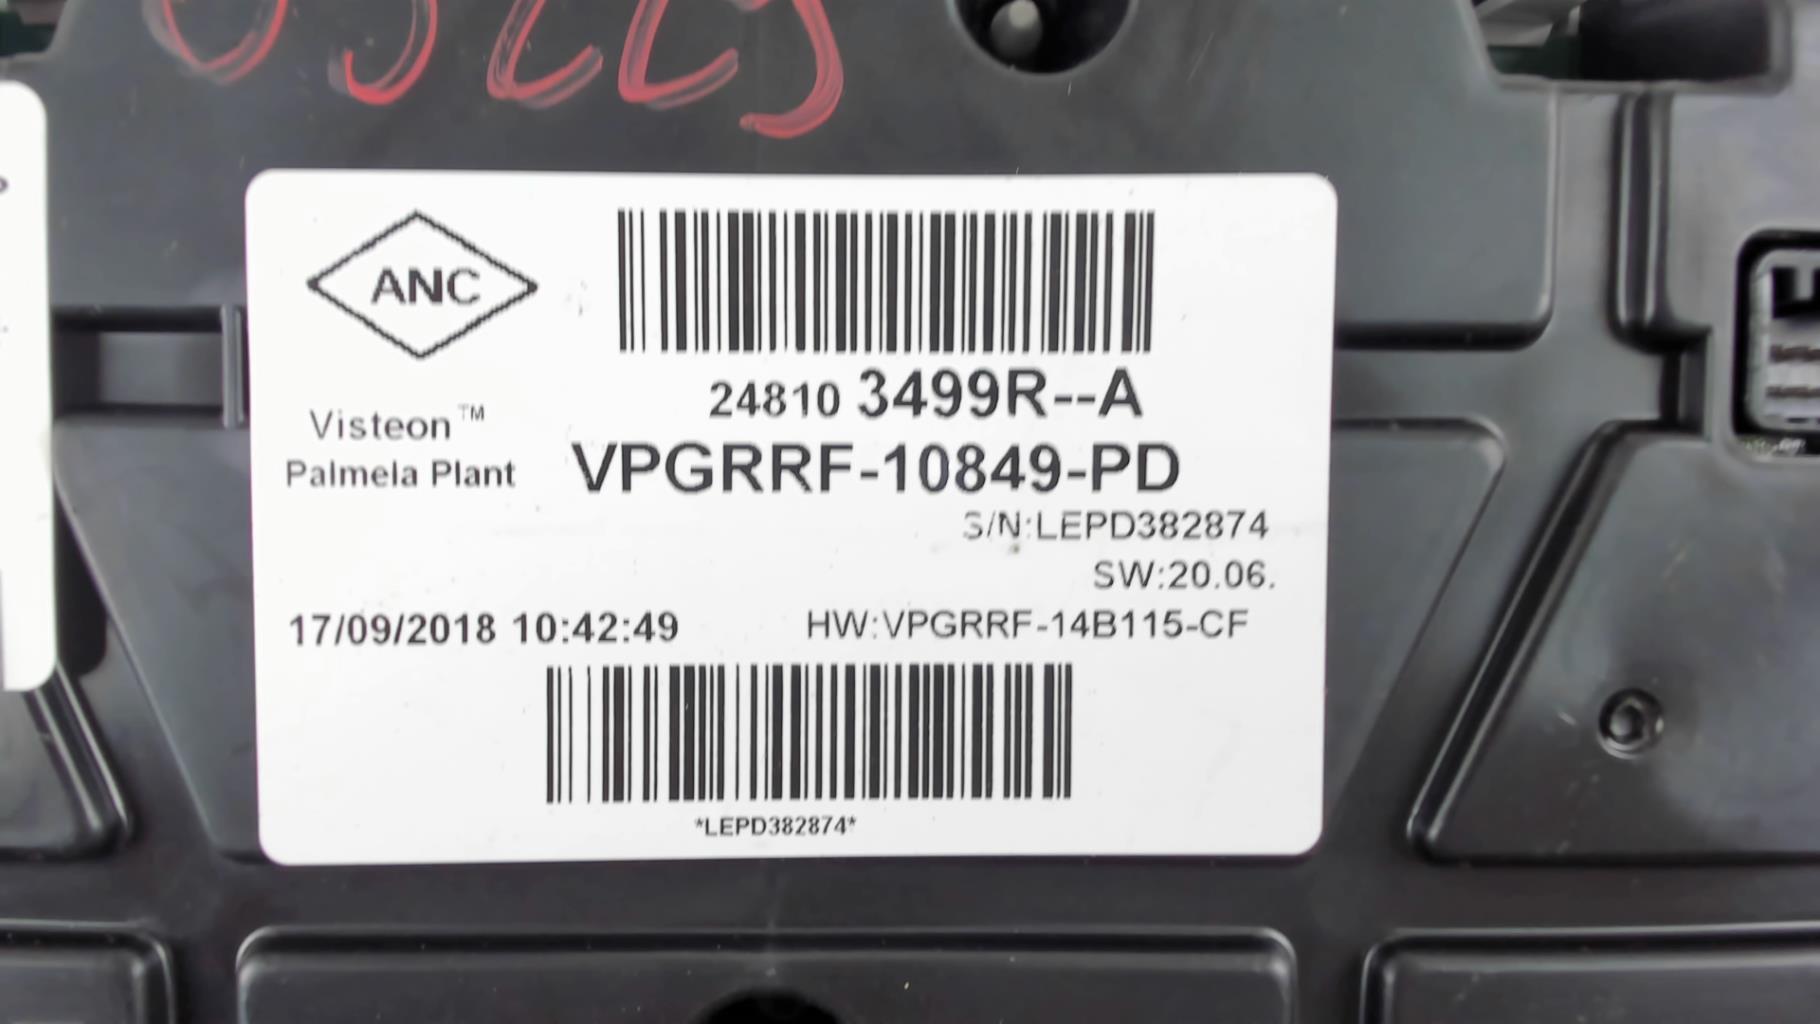 ANC
24810 3499R--A
Visteon™
Palmela Plant
VPGRRF-10849-PD
S/N:LEPD382874
SW:20.06.
17/09/2018 10:42:49
HW:VPGRRF-14B115-CF
*LEPD382874*